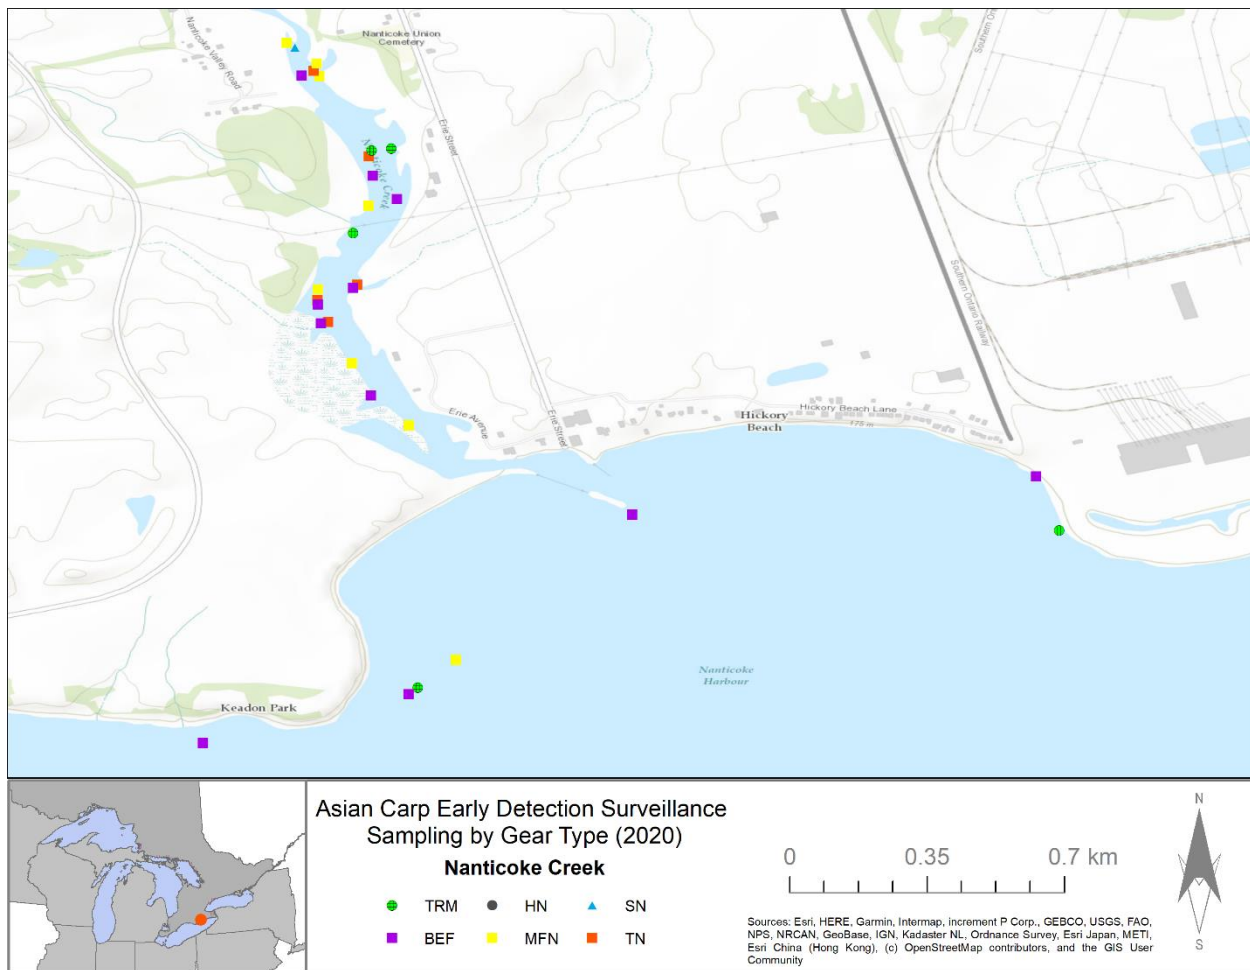 Nanticoke Union
Cemetery
Nanticoke Valley Road
Southern On
Erie Street
Nanticoke Creek
Southern Ontario Railway
Erie Avenue
Erie Street
Hickory Beach Lane
Hickory
Beach
175 m
Nanticoke
Harbour
Keadon Park
Asian Carp Early Detection Surveillance
Sampling by Gear Type (2020)
Nanticoke Creek
TRM HN SN
BEF MFN TN
0 0.35 0.7 km
N
S
Sources: Esri, HERE, Garmin, Intermap, increment P Corp., GEBCO, USGS, FAO,
NPS, NRCAN, GeoBase, IGN, Kadaster NL, Ordnance Survey, Esri Japan, METI,
Esri China (Hong Kong), (c) OpenStreetMap contributors, and the GIS User
Community